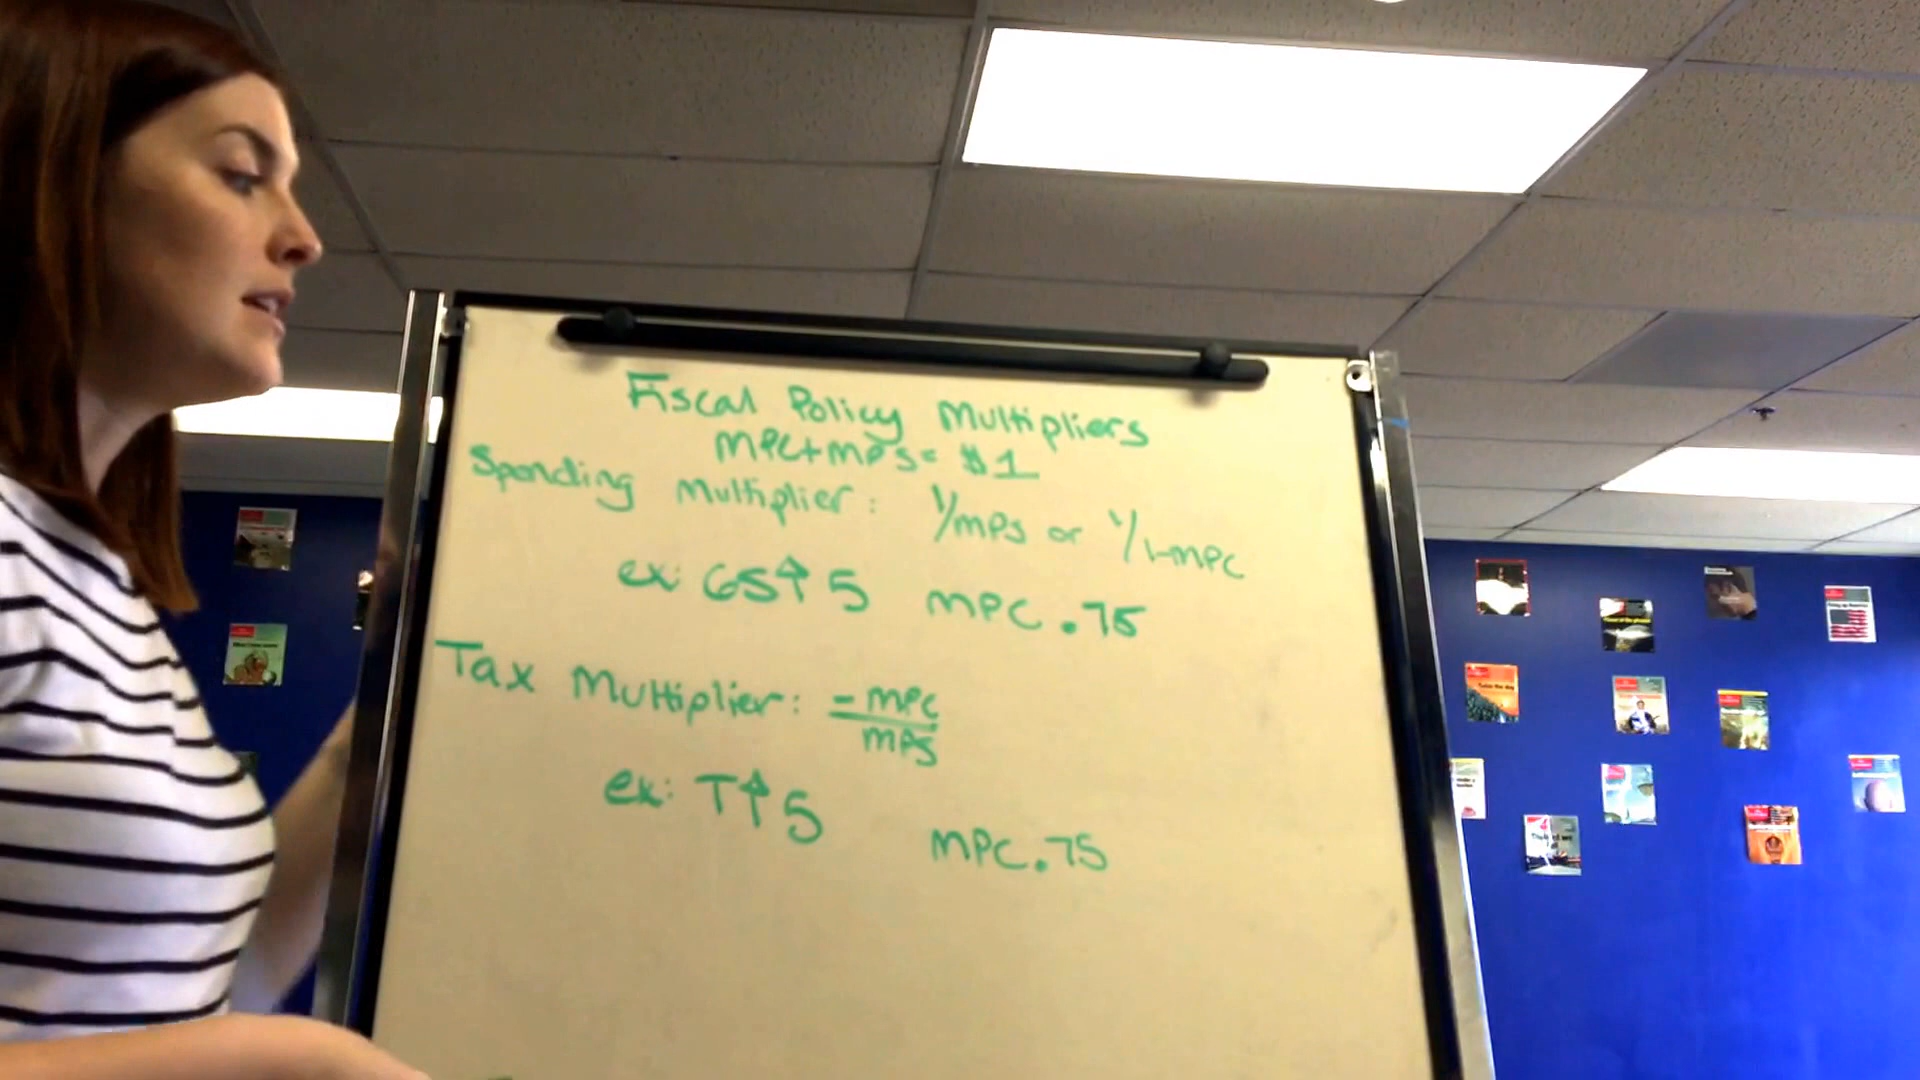 Fiscal Policy Multipliers
MPC+MPS= $1
Spending Multiplier: 1/MPS or 1/1-MPC
ex: GS↑ 5 MPC .75
Tax Multiplier: -MPC/MPS
ex: T↑ 5 MPC .75